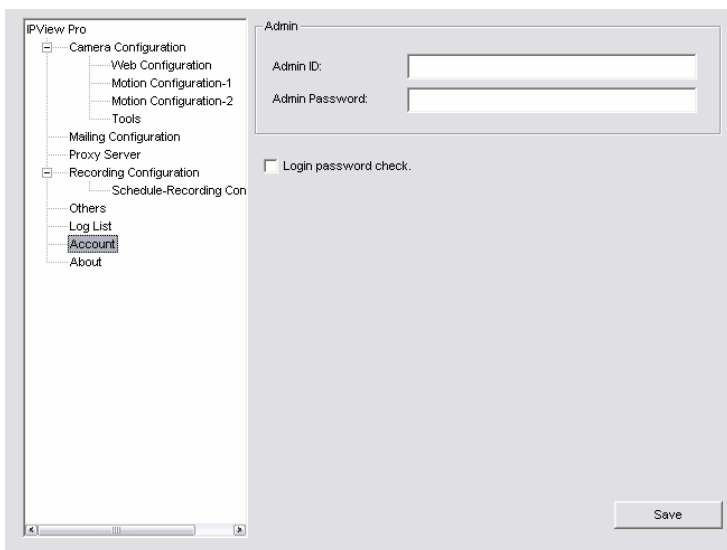 IPView Pro
Camera Configuration
Web Configuration
Motion Configuration-1
Motion Configuration-2
Tools
Mailing Configuration
Proxy Server
Recording Configuration
Schedule-Recording Con
Others
Log List
Account
About
Admin
Admin ID:
Admin Password:
Login password check.
Save